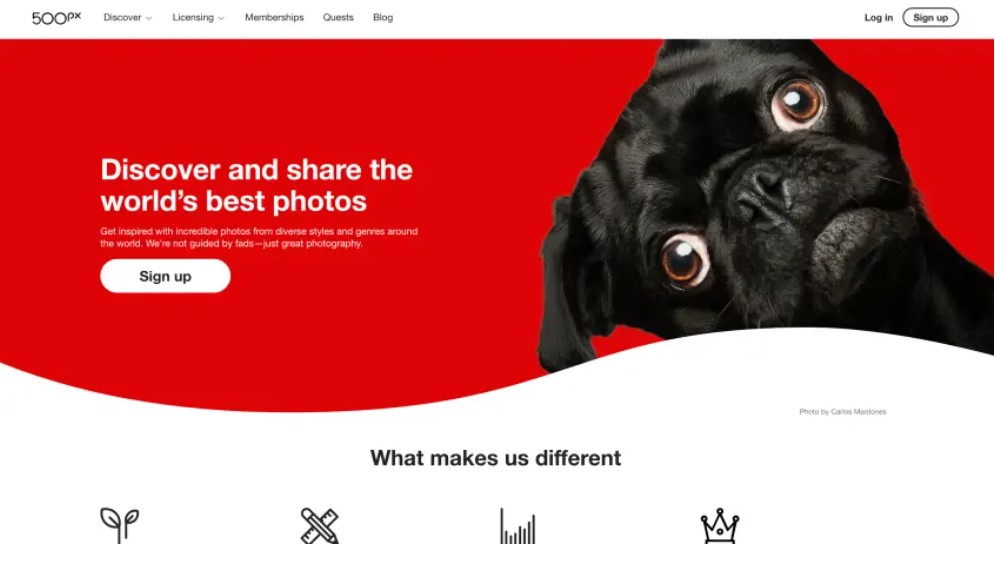 500px Discover Licensing Memberships Quests Blog Log in Sign up
Discover and share the
world’s best photos
Get inspired with incredible photos from diverse styles and genres around
the world. We’re not guided by fads—just great photography.
Sign up
Photo by Carlos Mardones
What makes us different